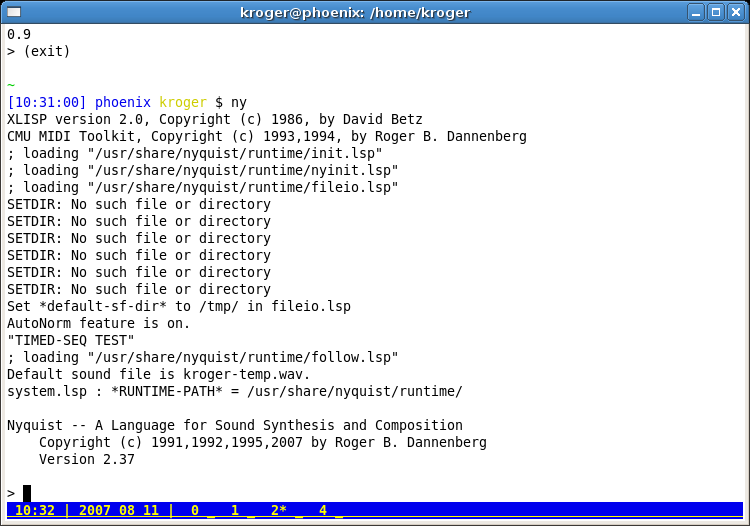 kroger@phoenix: /home/kroger
0.9
> (exit)
~
[10:31:00] phoenix kroger $ ny
XLISP version 2.0, Copyright (c) 1986, by David Betz
CMU MIDI Toolkit, Copyright (c) 1993,1994, by Roger B. Dannenberg
; loading "/usr/share/nyquist/runtime/init.lsp"
; loading "/usr/share/nyquist/runtime/nyinit.lsp"
; loading "/usr/share/nyquist/runtime/fileio.lsp"
SETDIR: No such file or directory
SETDIR: No such file or directory
SETDIR: No such file or directory
SETDIR: No such file or directory
SETDIR: No such file or directory
SETDIR: No such file or directory
Set *default-sf-dir* to /tmp/ in fileio.lsp
AutoNorm feature is on.
"TIMED-SEQ TEST"
; loading "/usr/share/nyquist/runtime/follow.lsp"
Default sound file is kroger-temp.wav.
system.lsp : *RUNTIME-PATH* = /usr/share/nyquist/runtime/
Nyquist -- A Language for Sound Synthesis and Composition
    Copyright (c) 1991,1992,1995,2007 by Roger B. Dannenberg
    Version 2.37
>
10:32 | 2007 08 11 |  0 _  1 _  2* _  4 _